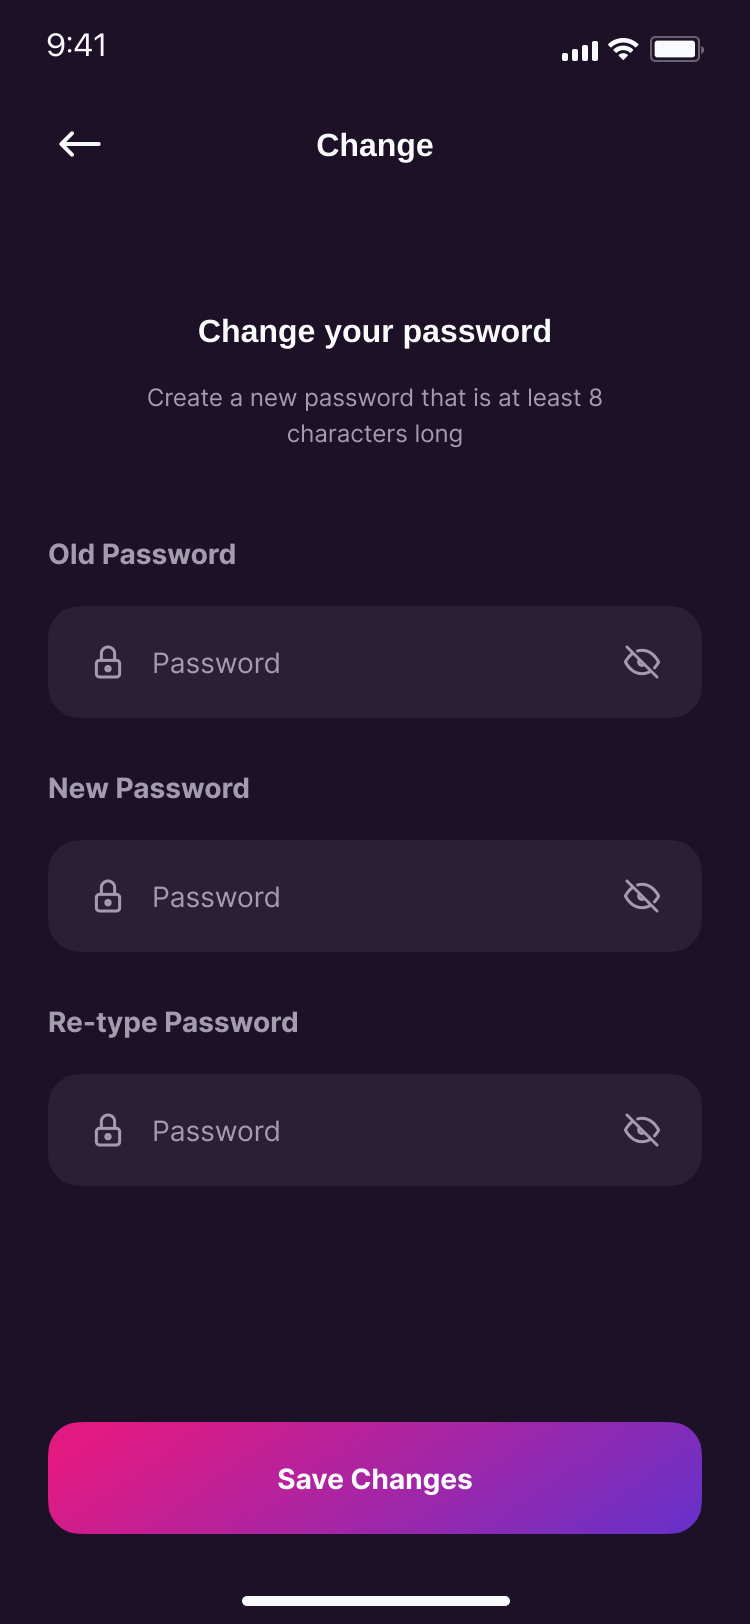 9:41
Change
Change your password
Create a new password that is at least 8
characters long
Old Password
Password
New Password
Password
Re-type Password
Password
Save Changes